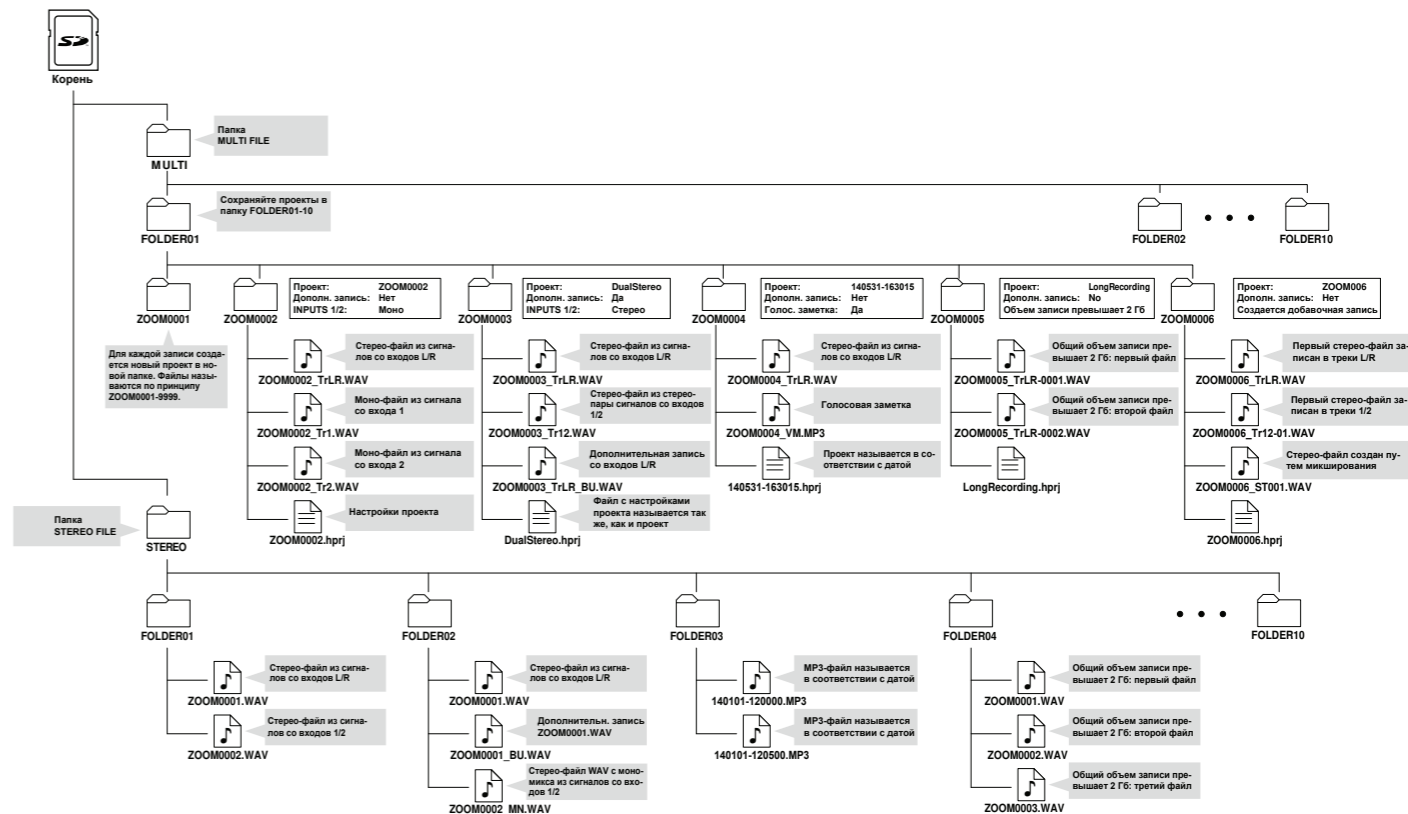 SD
Корень
Папка
MULTI FILE
MULTI
Сохраняйте проекты в
папку FOLDER01-10
FOLDER01
FOLDER02
• • •
FOLDER10
ZOOM0001
Для каждой записи созда-
ется новый проект в но-
вой папке. Файлы назы-
ваются по принципу
ZOOM0001-9999.
ZOOM0002
Проект: ZOOM0002
Дополн. запись: Нет
INPUTS 1/2: Моно
Стерео-файл из сигна-
лов со входов L/R
ZOOM0002_TrLR.WAV
Моно-файл из сигнала
со входа 1
ZOOM0002_Tr1.WAV
Моно-файл из сигнала
со входа 2
ZOOM0002_Tr2.WAV
Настройки проекта
ZOOM0002.hprj
ZOOM0003
Проект: DualStereo
Дополн. запись: Да
INPUTS 1/2: Стерео
Стерео-файл из сигна-
лов со входов L/R
ZOOM0003_TrLR.WAV
Стерео-файл из стерео-
пары сигналов со входов
1/2
ZOOM0003_Tr12.WAV
Дополнительная запись
со входов L/R
ZOOM0003_TrLR_BU.WAV
Файл с настройками
проекта называется так
же, как и проект
DualStereo.hprj
ZOOM0004
Проект: 140531-163015
Дополн. запись: Нет
Голос. заметка: Да
Стерео-файл из сигна-
лов со входов L/R
ZOOM0004_TrLR.WAV
Голосовая заметка
ZOOM0004_VM.MP3
Проект называется в со-
ответствии с датой
140531-163015.hprj
ZOOM0005
Проект: LongRecording
Дополн. запись: No
Объем записи превышает 2 Гб
Общий объем записи пре-
вышает 2 Гб: первый файл
ZOOM0005_TrLR-0001.WAV
Общий объем записи пре-
вышает 2 Гб: второй файл
ZOOM0005_TrLR-0002.WAV
LongRecording.hprj
ZOOM0006
Проект: ZOOM006
Дополн. запись: Нет
Создается добавочная запись
Первый стерео-файл за-
писан в треки L/R
ZOOM0006_TrLR.WAV
Первый стерео-файл за-
писан в треки 1/2
ZOOM0006_Tr12-01.WAV
Стерео-файл создан пу-
тем микширования
ZOOM0006_ST001.WAV
ZOOM0006.hprj
Папка
STEREO FILE
STEREO
FOLDER01
Стерео-файл из сигна-
лов со входов L/R
ZOOM0001.WAV
Стерео-файл из сигна-
лов со входов 1/2
ZOOM0002.WAV
FOLDER02
Стерео-файл из сигна-
лов со входов L/R
ZOOM0001.WAV
Дополнительн. запись
ZOOM0001.WAV
ZOOM0001_BU.WAV
Стерео-файл WAV с моно-
микса из сигналов со вхо-
дов 1/2
ZOOM0002_MN.WAV
FOLDER03
MP3-файл называется
в соответствии с датой
140101-120000.MP3
MP3-файл называется
в соответствии с датой
140101-120500.MP3
FOLDER04
Общий объем записи пре-
вышает 2 Гб: первый файл
ZOOM0001.WAV
Общий объем записи пре-
вышает 2 Гб: второй файл
ZOOM0002.WAV
Общий объем записи пре-
вышает 2 Гб: третий файл
ZOOM0003.WAV
• • •
FOLDER10